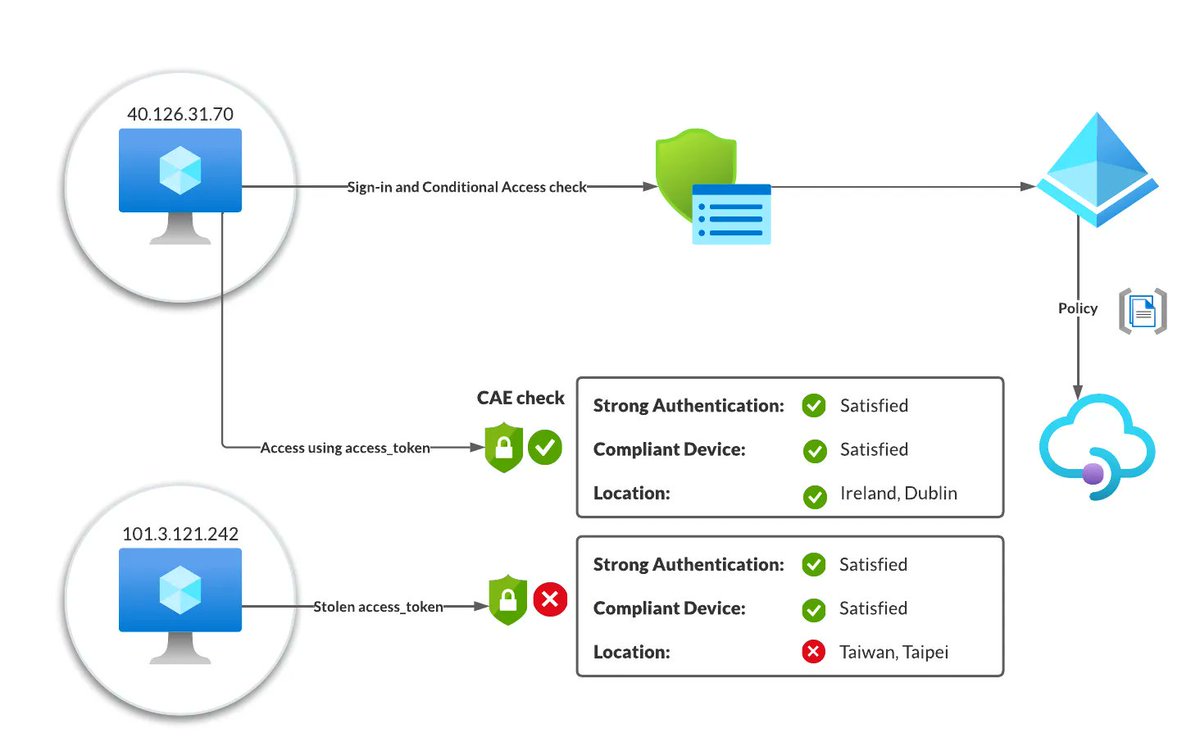 40.126.31.70
Sign-in and Conditional Access check
Policy
CAE check
Access using access_token
Strong Authentication: Satisfied
Compliant Device: Satisfied
Location: Ireland, Dublin
101.3.121.242
Stolen access_token
Strong Authentication: Satisfied
Compliant Device: Satisfied
Location: Taiwan, Taipei